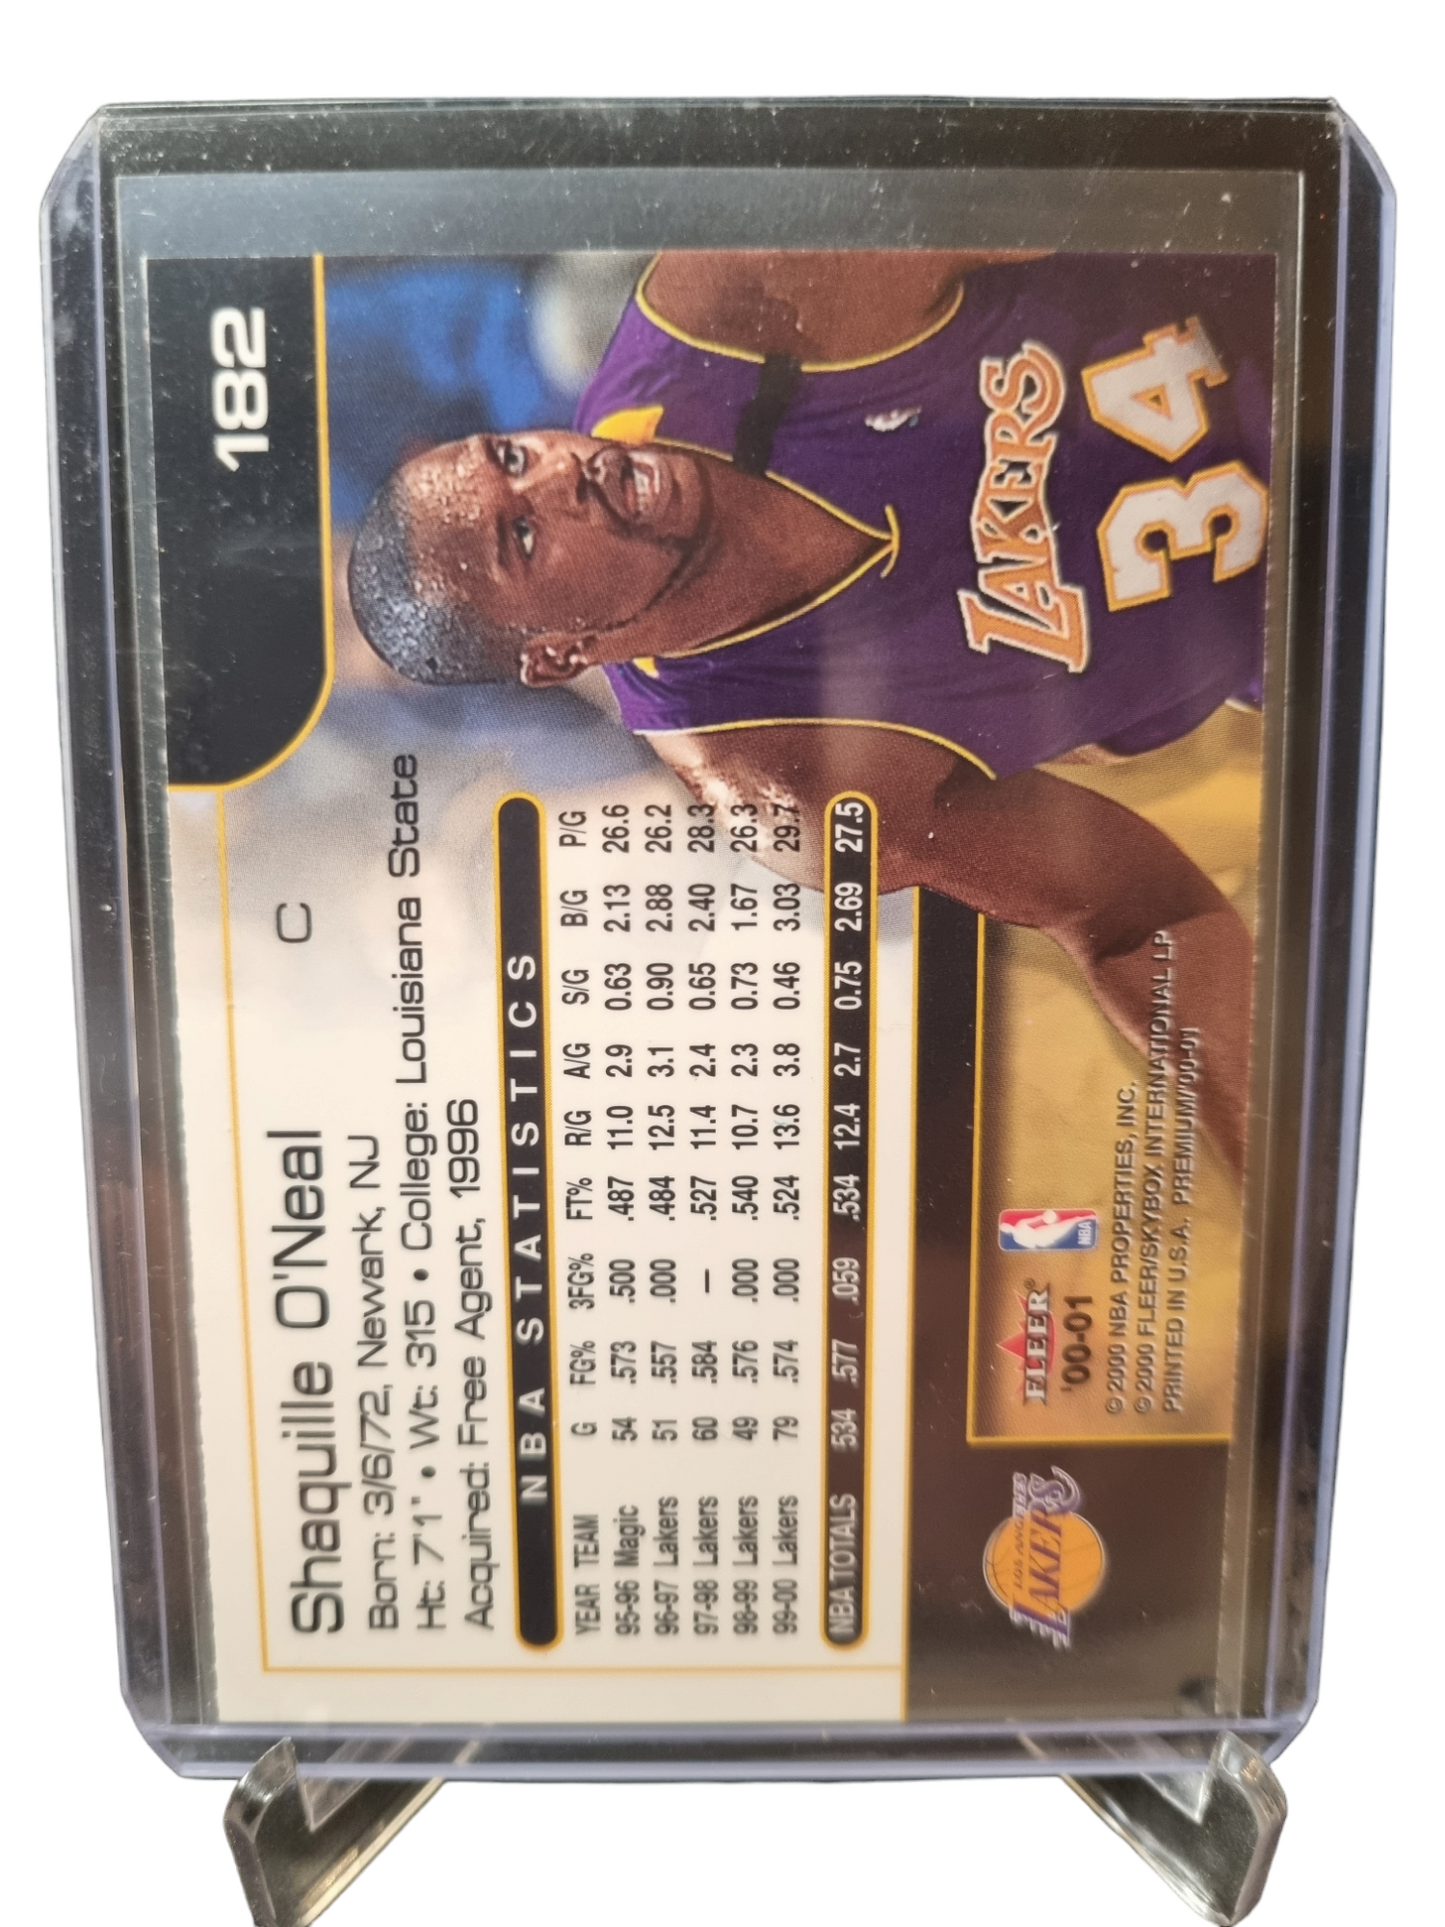 182
Shaquille O'Neal C
Born: 3/6/72, Newark, NJ
Ht: 7'1" • Wt: 315 • College: Louisiana State
Acquired: Free Agent, 1996
NBA STATISTICS
YEAR TEAM G FG% 3FG% FT% R/G A/G S/G B/G P/G
95-96 Magic 54 .573 .500 .487 11.0 2.9 0.63 2.13 26.6
96-97 Lakers 51 .557 .000 .484 12.5 3.1 0.90 2.88 26.2
97-98 Lakers 60 .584 – .527 11.4 2.4 0.65 2.40 28.3
98-99 Lakers 49 .576 .000 .540 10.7 2.3 0.73 1.67 26.3
99-00 Lakers 79 .574 .000 .524 13.6 3.8 0.46 3.03 29.7
NBA TOTALS 534 .577 .059 .534 12.4 2.7 0.75 2.69 27.5
LAKERS
34
LOS ANGELES
LAKERS
FLEER®
'00-01
NBA
© 2000 NBA PROPERTIES, INC.
© 2000 FLEER/SKYBOX INTERNATIONAL LP
PRINTED IN U.S.A. PREMIUM/'00-01